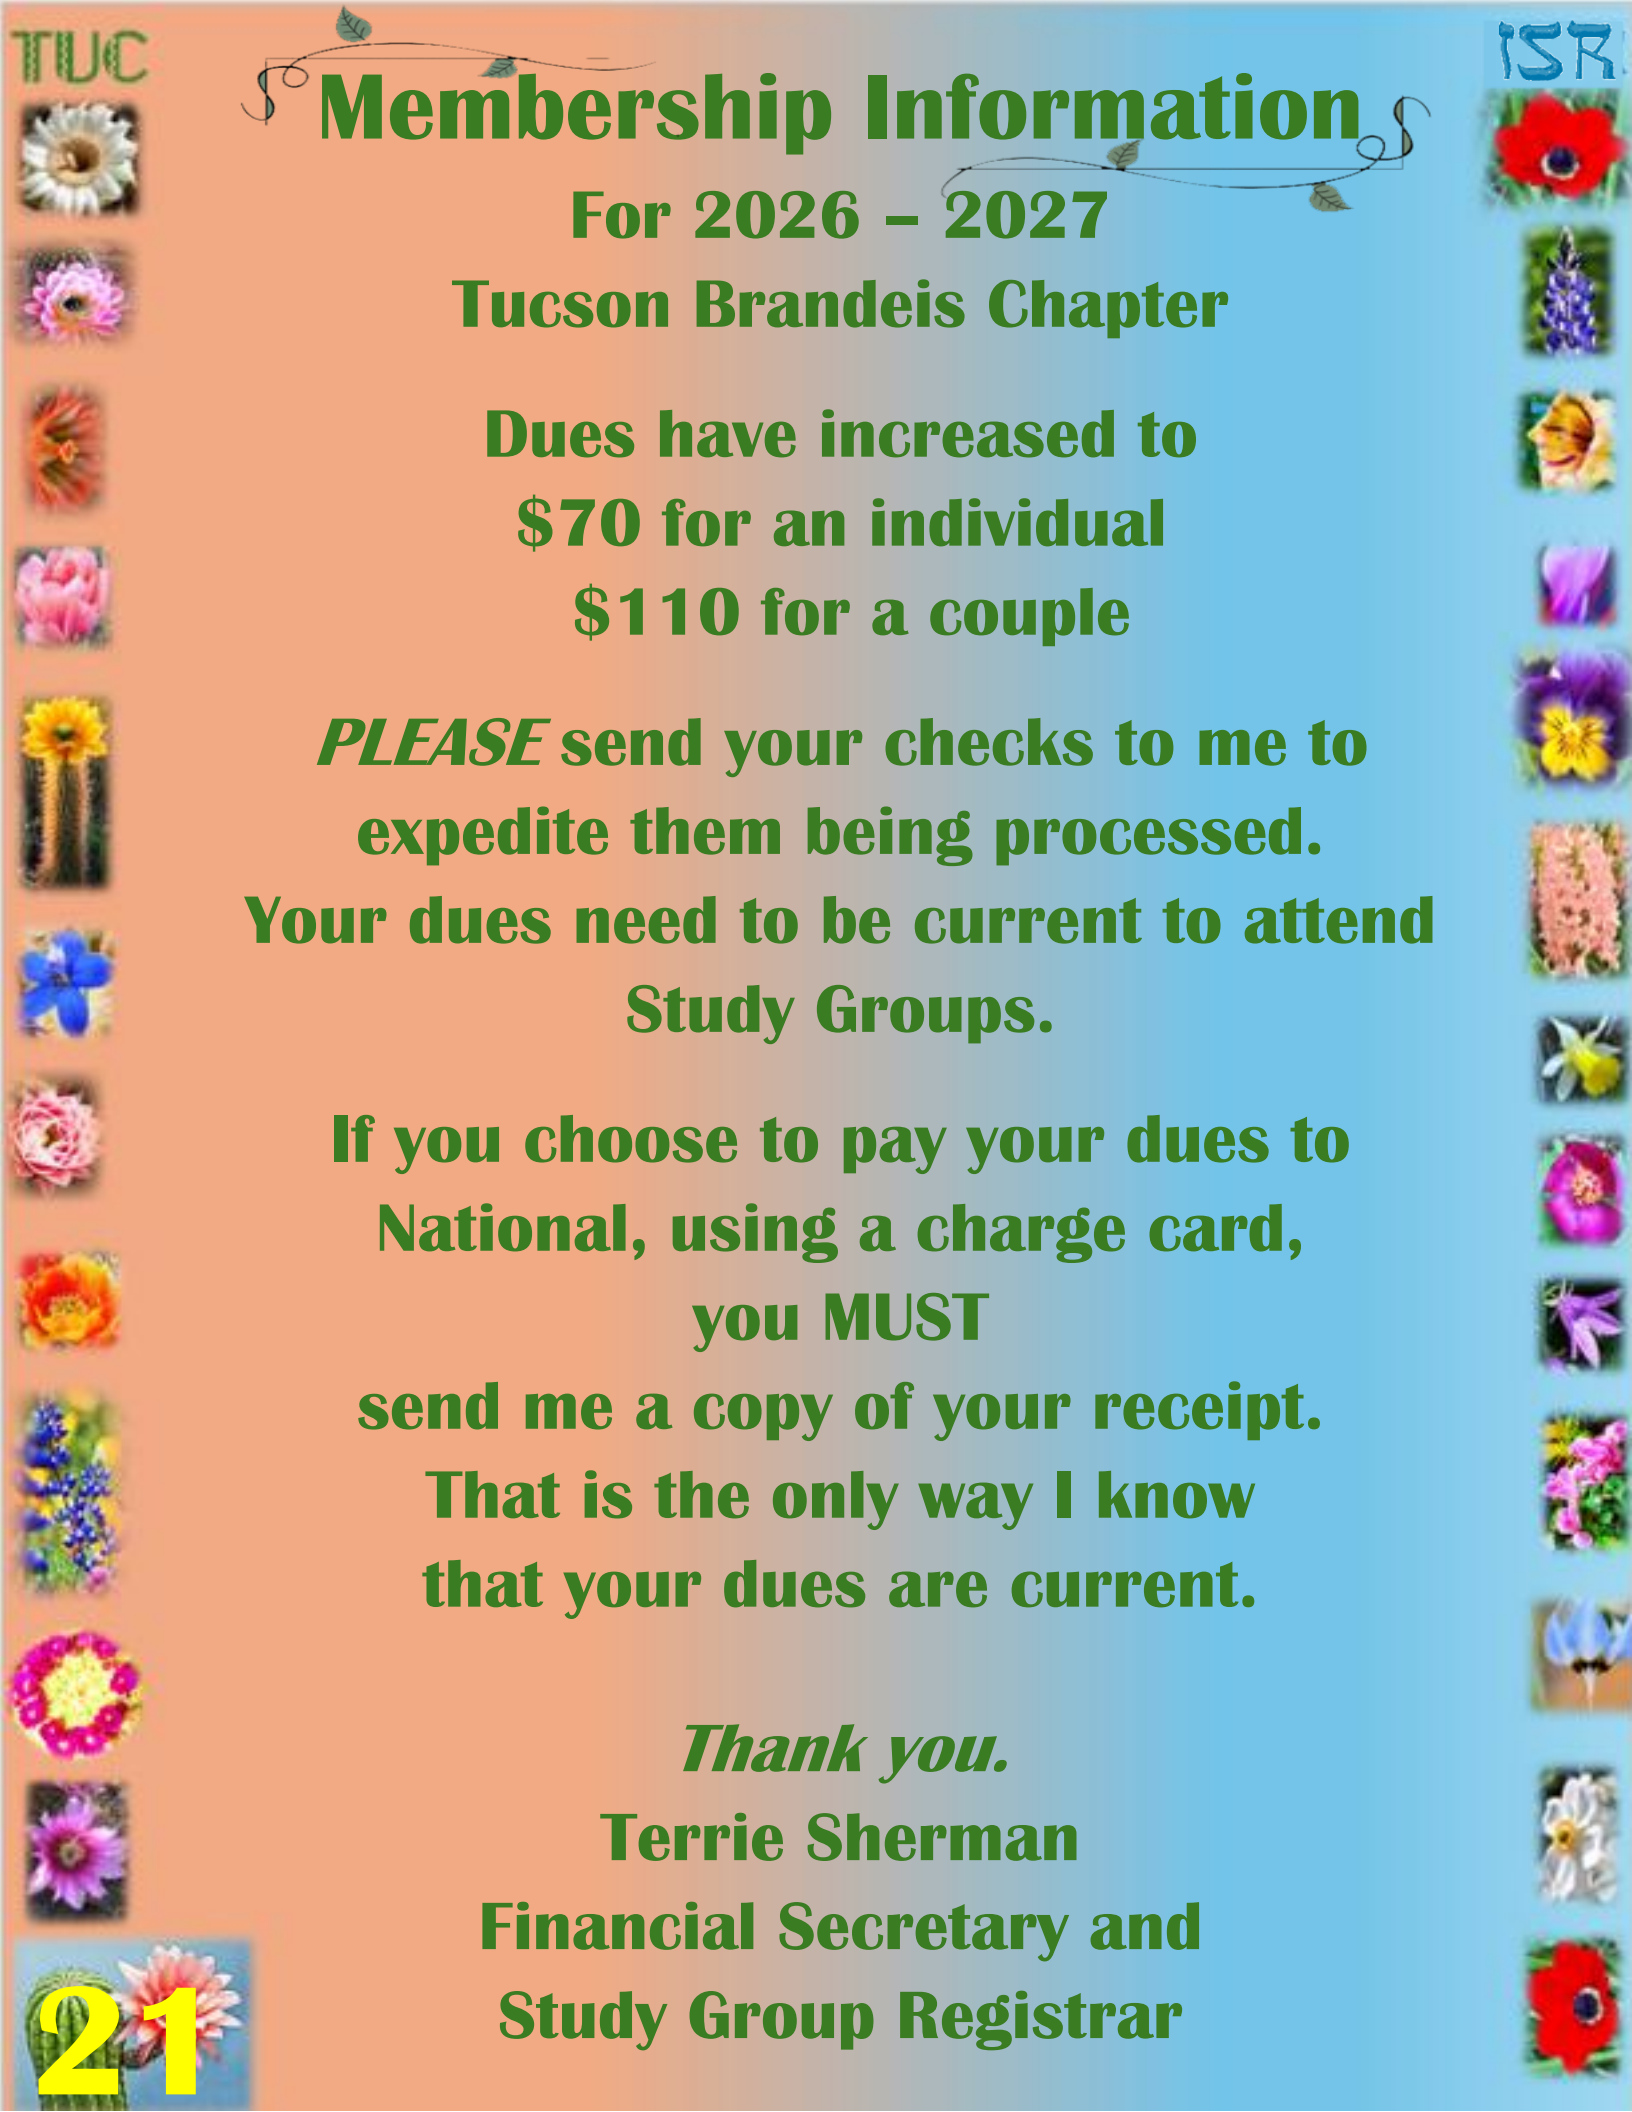 TUC
ISR
Membership Information
For 2026 – 2027
Tucson Brandeis Chapter
Dues have increased to
$70 for an individual
$110 for a couple
PLEASE send your checks to me to
expedite them being processed.
Your dues need to be current to attend
Study Groups.
If you choose to pay your dues to
National, using a charge card,
you MUST
send me a copy of your receipt.
That is the only way I know
that your dues are current.
Thank you.
Terrie Sherman
Financial Secretary and
Study Group Registrar
21